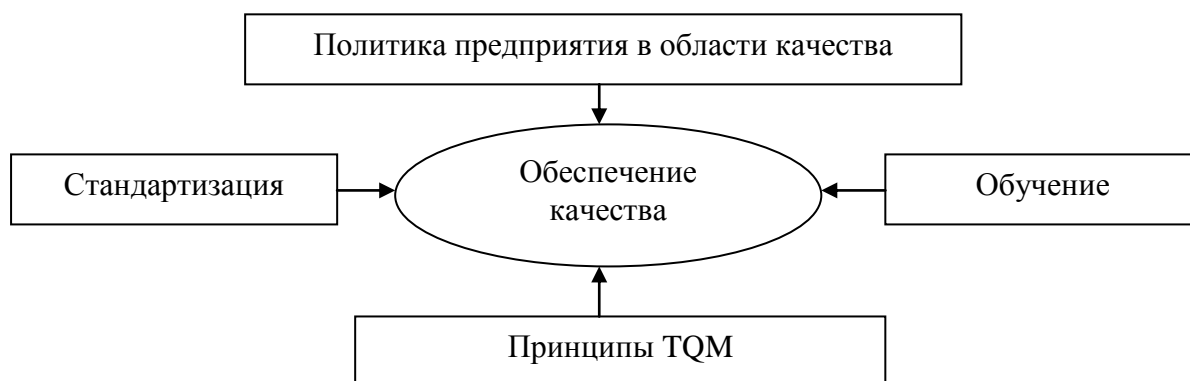 Политика предприятия в области качества
Стандартизация
Обеспечение
качества
Обучение
Принципы TQM